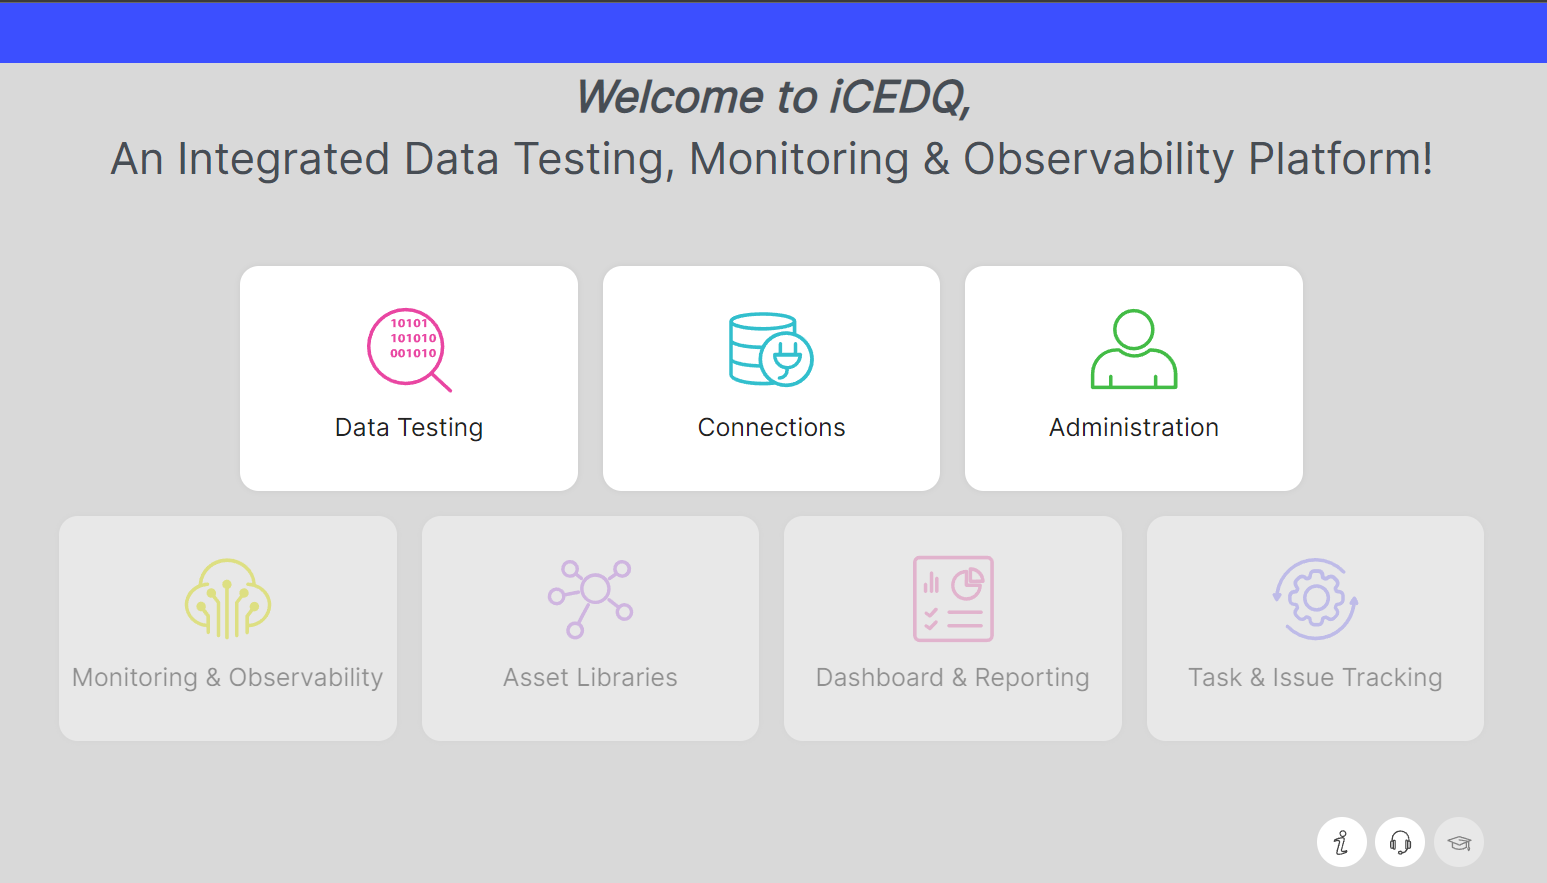 Welcome to iCEDQ,
An Integrated Data Testing, Monitoring & Observability Platform!
10101
101010
001010
Data Testing
Connections
Administration
Monitoring & Observability
Asset Libraries
Dashboard & Reporting
Task & Issue Tracking